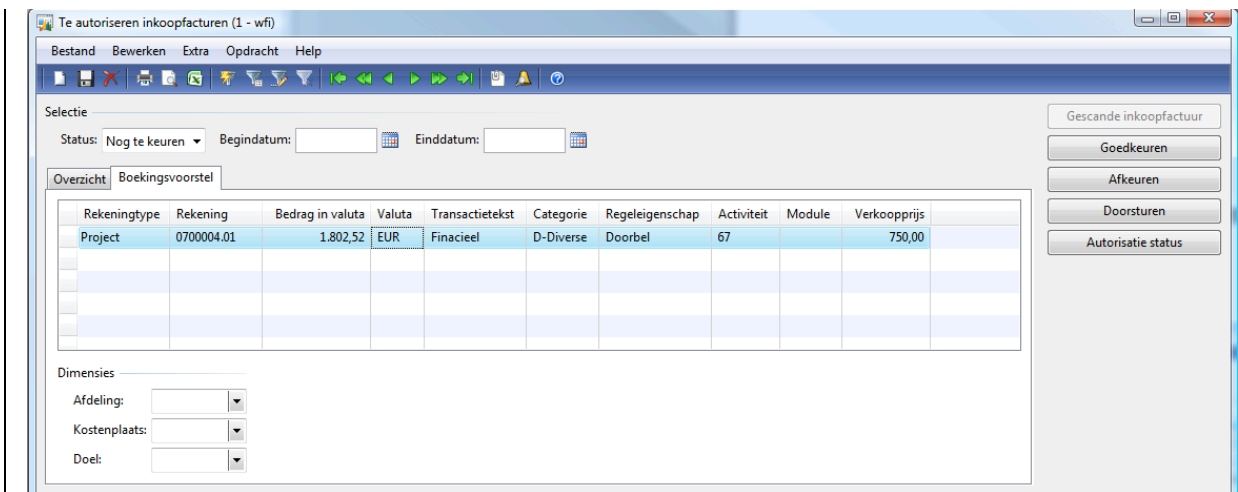 Te autoriseren inkoopfacturen (1 - wfi)
Bestand Bewerken Extra Opdracht Help
Selectie
Status: Nog te keuren Begindatum: Einddatum:
Overzicht Boekingsvoorstel
Rekeningtype Rekening Bedrag in valuta Valuta Transactietekst Categorie Regeleigenschap Activiteit Module Verkoopprijs
Project 0700004.01 1.802,52 EUR Finacieel D-Diverse Doorbel 67 750,00
Dimensies
Afdeling:
Kostenplaats:
Doel:
Gescande inkoopfactuur
Goedkeuren
Afkeuren
Doorsturen
Autorisatie status